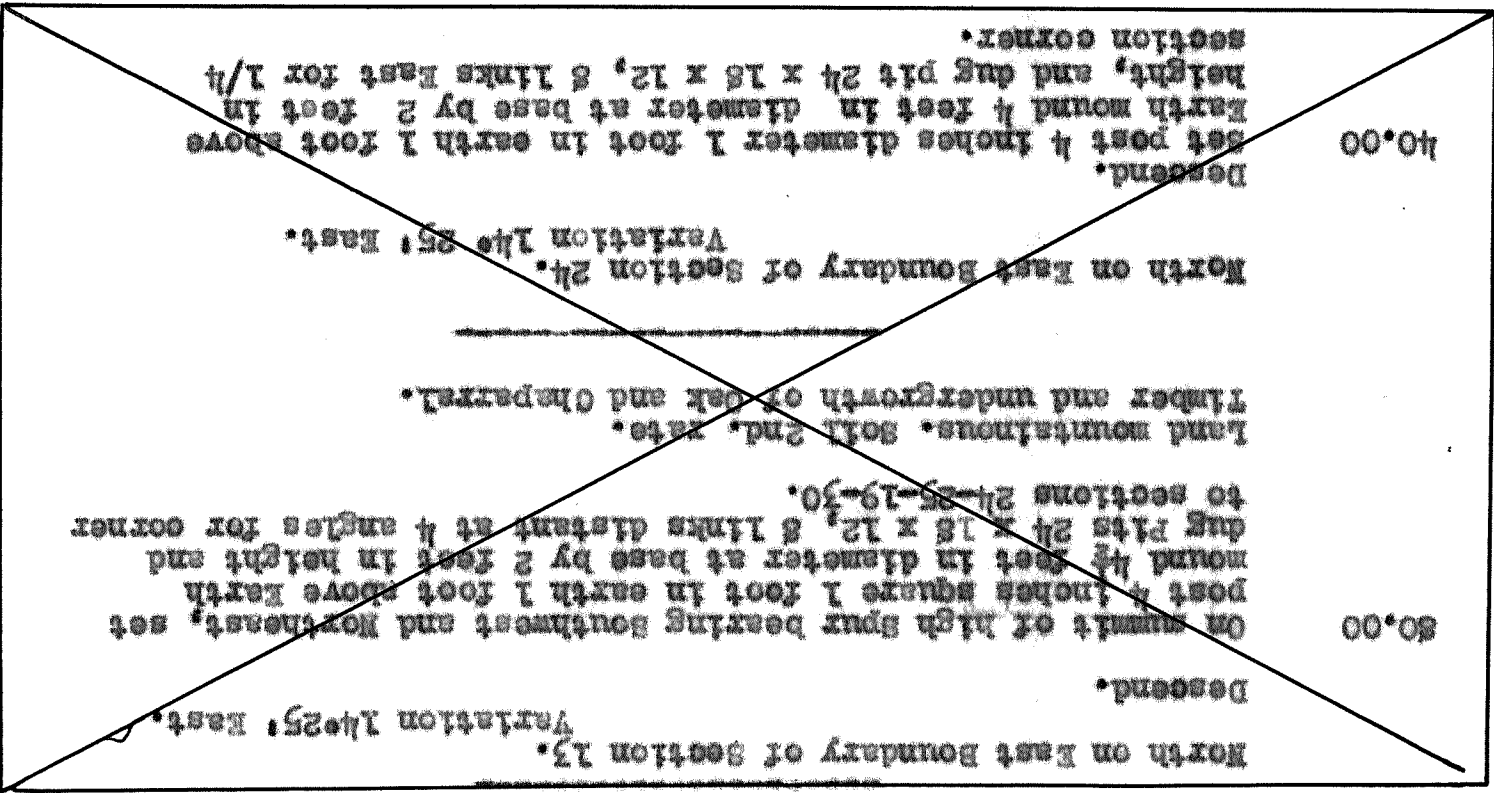 North on East Boundary of Section 13.
Variation 14°25' East.
Descend.
80.00 On summit of high Spur bearing Southwest and Northeast, set
post 4 inches square 1 foot in earth 1 foot above Earth
mound 4½ feet in diameter at base by 2 feet in height and
dug Pits 24 x 18 x 12, 8 links distant at 4 angles for corner
to sections 24-25-19-30.
Land mountainous. Soil 2nd. rate.
Timber and undergrowth of Oak and Chaparral.
North on East Boundary of Section 24.
Variation 14° 25' East.
Descend.
40.00 Set post 4 inches diameter 1 foot in earth 1 foot above
Earth mound 4 feet in diameter at base by 2 feet in
height, and dug pit 24 x 18 x 12, 8 links East for 1/4
section corner.